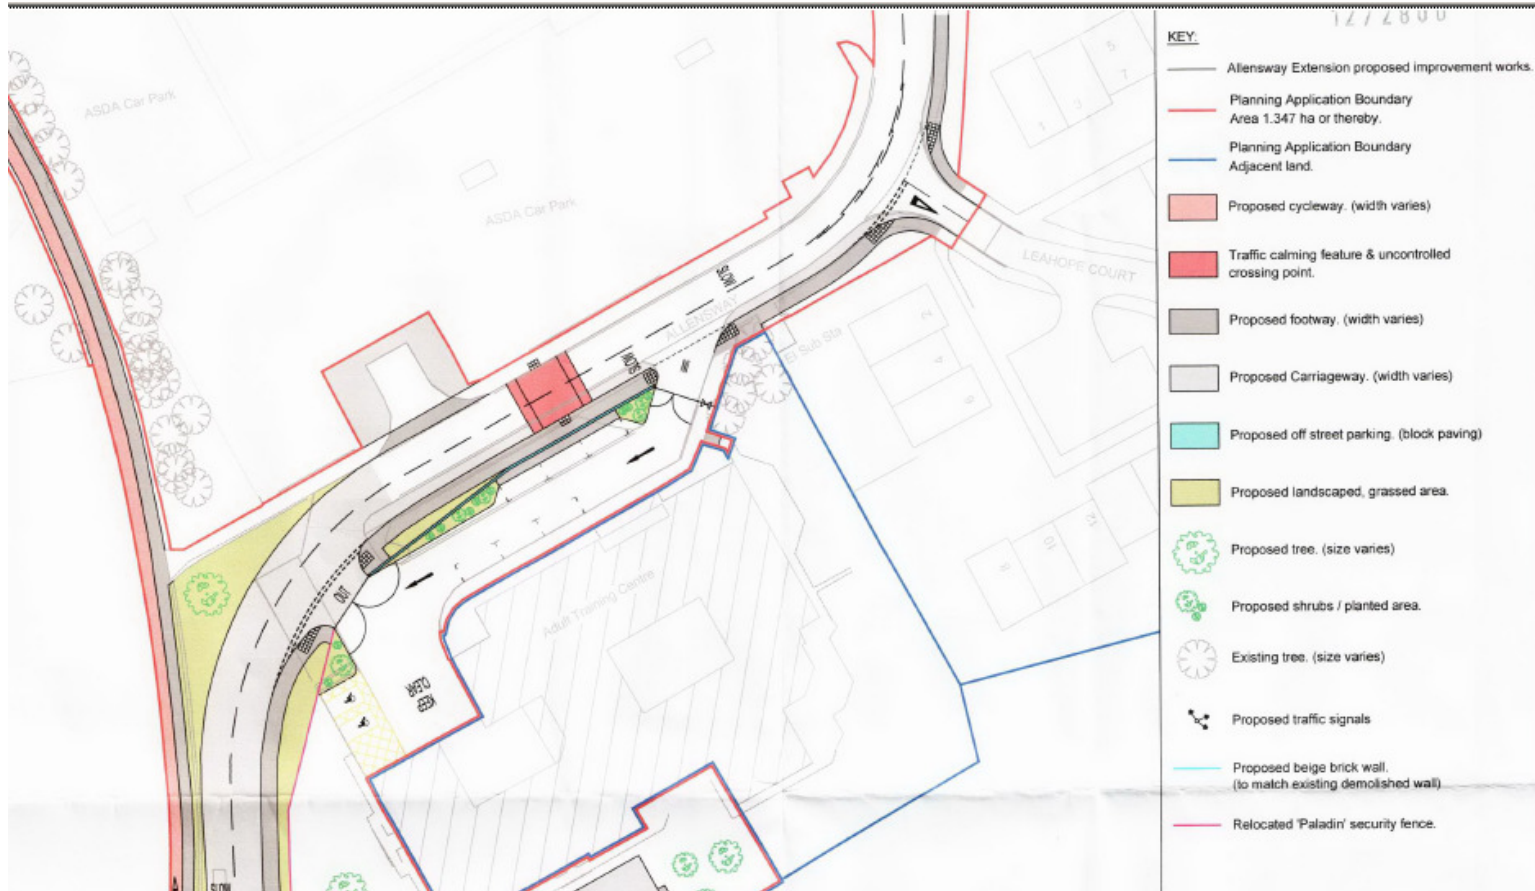 KEY:
Allensway Extension proposed improvement works.
Planning Application Boundary
Area 1.347 ha or thereby.
Planning Application Boundary
Adjacent land.
Proposed cycleway. (width varies)
Traffic calming feature & uncontrolled
crossing point.
Proposed footway. (width varies)
Proposed Carriageway. (width varies)
Proposed off street parking. (block paving)
Proposed landscaped, grassed area.
Proposed tree. (size varies)
Proposed shrubs / planted area.
Existing tree. (size varies)
Proposed traffic signals
Proposed beige brick wall.
(to match existing demolished wall)
Relocated 'Paladin' security fence.
ASDA Car Park
ASDA Car Park
SLOW
ALLENSWAY
SLOW
IN
El Sub Sta
LEAHOPE COURT
1
3
5
7
2
4
6
8
10
12
OUT
KEEP
CLEAR
Adult Training Centre
SLOW